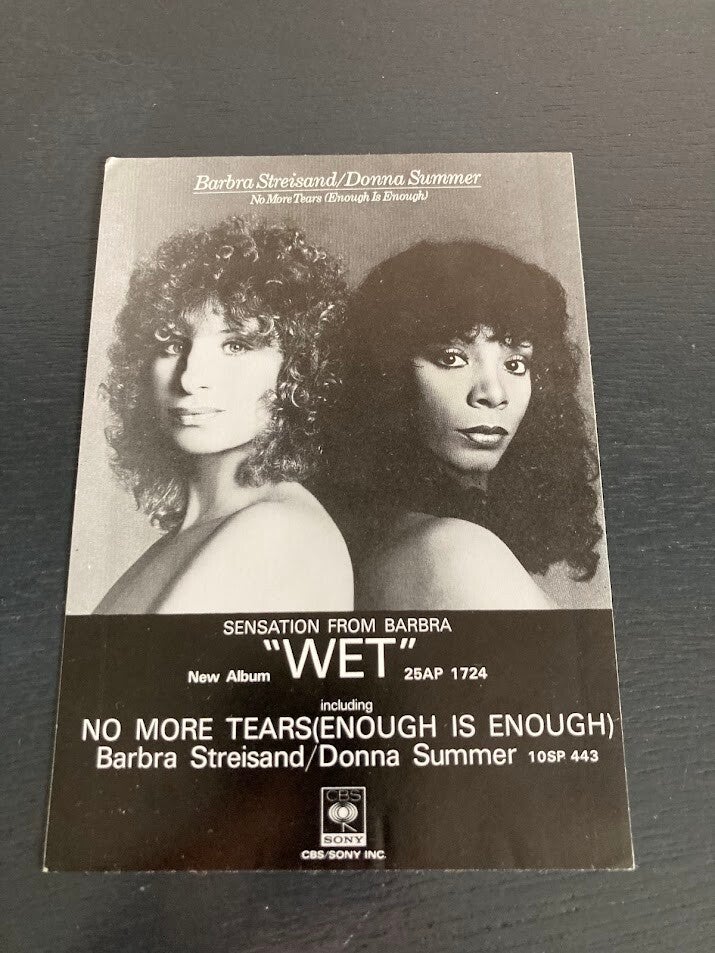 Barbra Streisand/Donna Summer
No More Tears (Enough Is Enough)
SENSATION FROM BARBRA
New Album "WET" 25AP 1724
including
NO MORE TEARS(ENOUGH IS ENOUGH)
Barbra Streisand/Donna Summer 10SP 443
CBS
SONY
CBS/SONY INC.